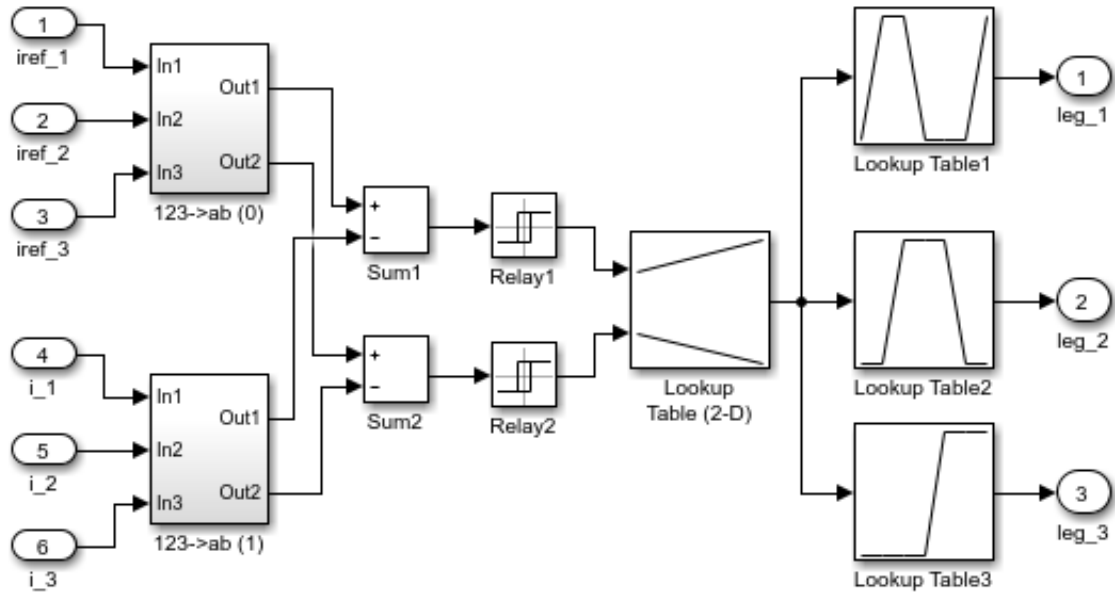 1
iref_1
2
iref_2
3
iref_3
In1
In2
In3
Out1
Out2
123->ab (0)
4
i_1
5
i_2
6
i_3
In1
In2
In3
Out1
Out2
123->ab (1)
+
−
Sum1
+
−
Sum2
Relay1
Relay2
Lookup
Table (2-D)
Lookup Table1
1
leg_1
Lookup Table2
2
leg_2
Lookup Table3
3
leg_3